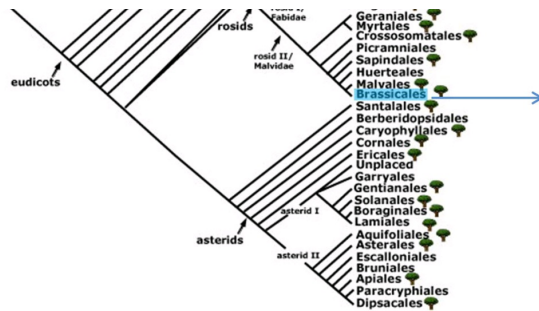 Fabidae
rosids
rosid II/
Malvidae
eudicots
Geraniales
Myrtales
Crossosomatales
Picramniales
Sapindales
Huerteales
Malvales
Brassicales
Santalales
Berberidopsidales
Caryophyllales
Cornales
Ericales
Unplaced
Garryales
Gentianales
Solanales
Boraginales
Lamiales
asterid I
asterids
asterid II
Aquifoliales
Asterales
Escalloniales
Bruniales
Apiales
Paracryphiales
Dipsacales